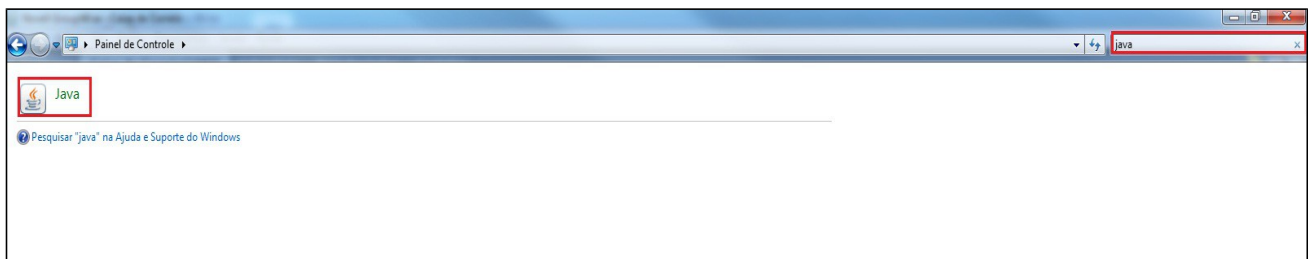 Painel de Controle
java
Java
Pesquisar "java" na Ajuda e Suporte do Windows